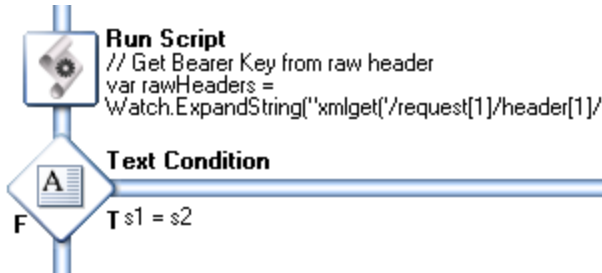 Run Script
// Get Bearer Key from raw header
var rawHeaders =
Watch.ExpandString("xmlget('/request[1]/header[1]/
Text Condition
A
F
T s1 = s2